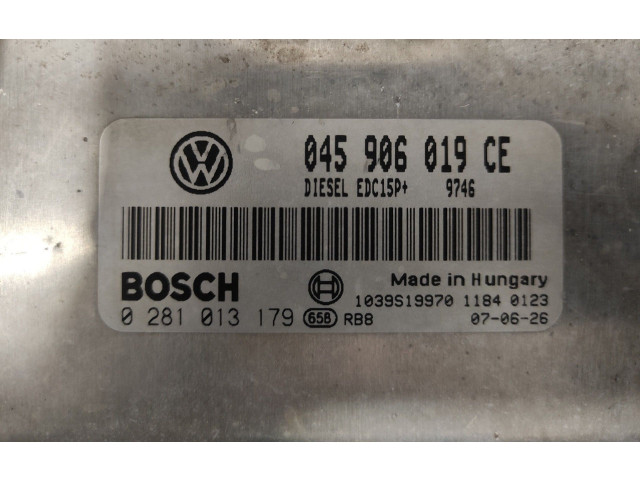 VW 045 906 019 CE
DIESEL EDC15P+ 9746
BOSCH Made in Hungary
1039S19970 1184 0123
0 281 013 179 658 RB8 07-06-26